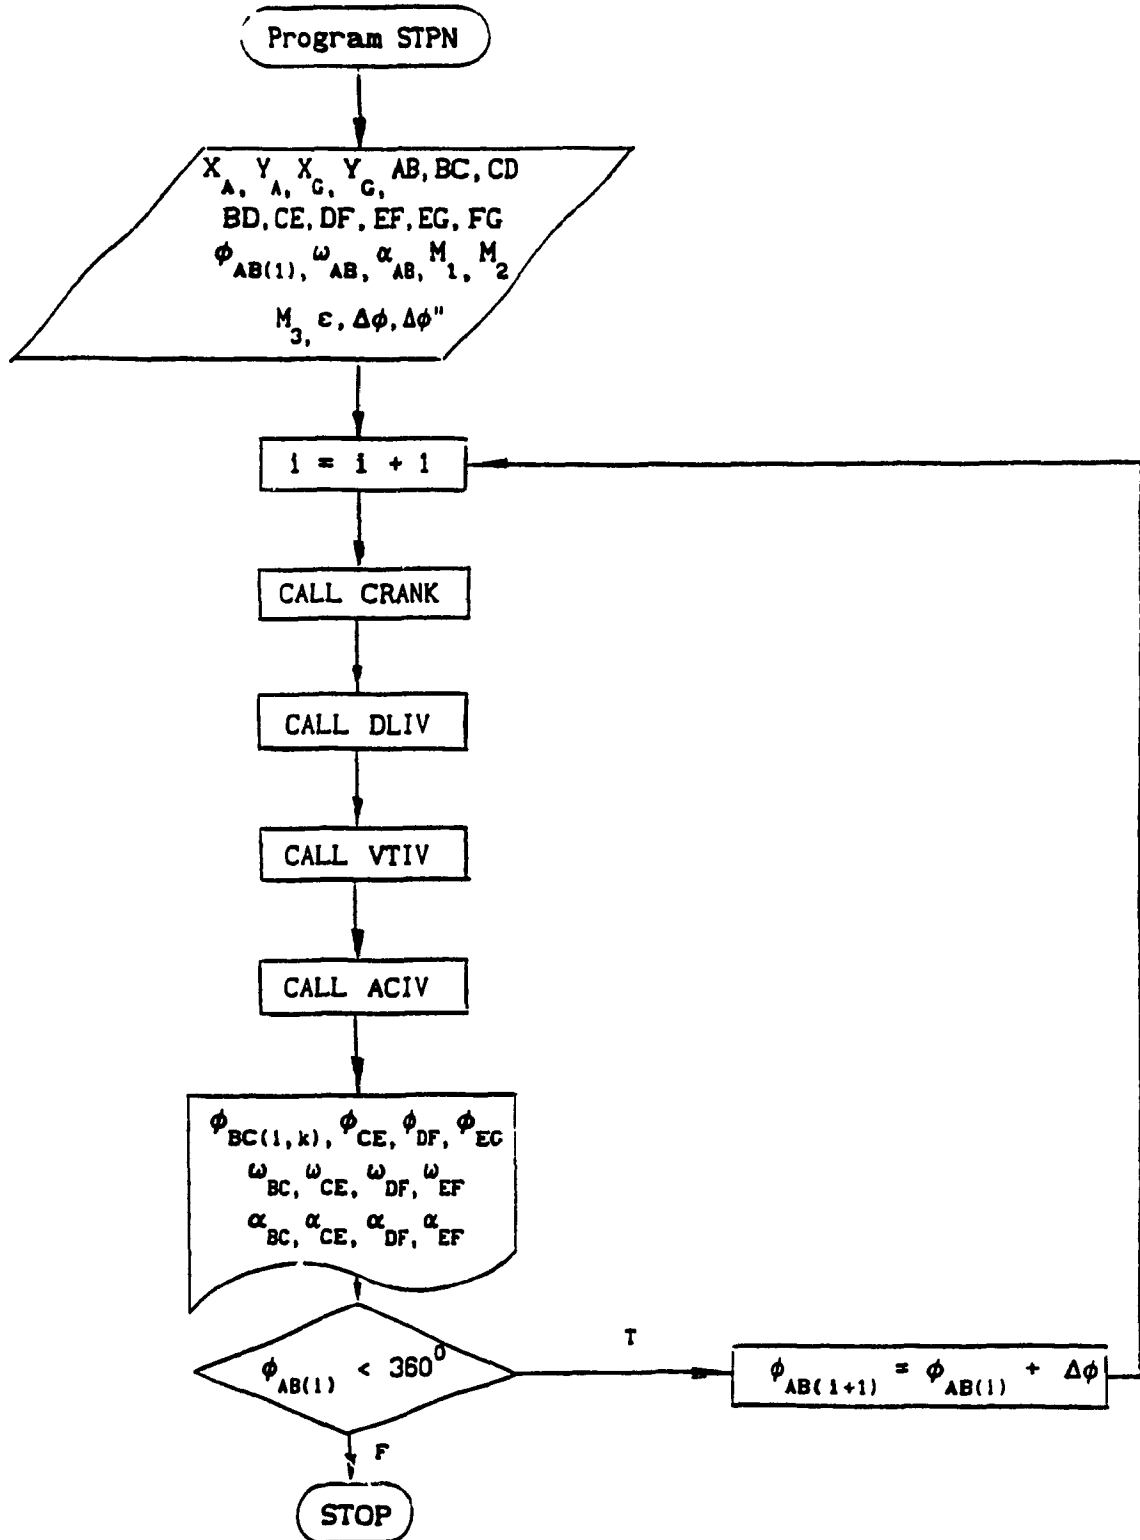 Program STPN
X_A, Y_A, X_G, Y_G, AB, BC, CD
BD, CE, DF, EF, EG, FG
ϕ_AB(1), ω_AB, α_AB, M_1, M_2
M_3, ε, Δϕ, Δϕ"
i = i + 1
CALL CRANK
CALL DLIV
CALL VTIV
CALL ACIV
ϕ_BC(i,k), ϕ_CE, ϕ_DF, ϕ_EG
ω_BC, ω_CE, ω_DF, ω_EF
α_BC, α_CE, α_DF, α_EF
ϕ_AB(i) < 360⁰
T
ϕ_AB(i+1) = ϕ_AB(i) + Δϕ
F
STOP